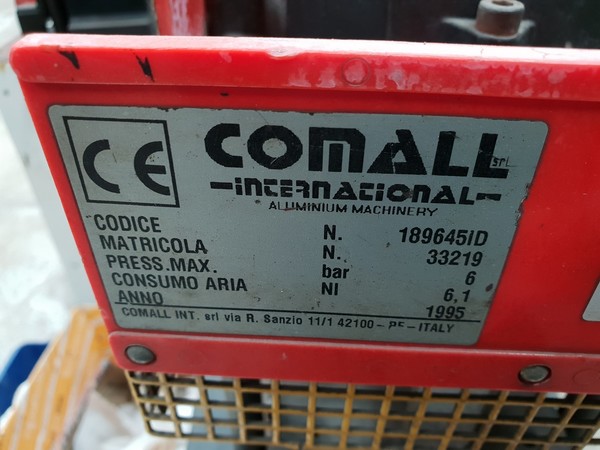 CE
COMALL srl
INTERNATIONAL
ALUMINIUM MACHINERY
CODICE N. 189645ID
MATRICOLA N. 33219
PRESS.MAX. bar 6
CONSUMO ARIA Nl 6,1
ANNO 1995
COMALL INT. srl via R. Sanzio 11/1 42100 - RE - ITALY